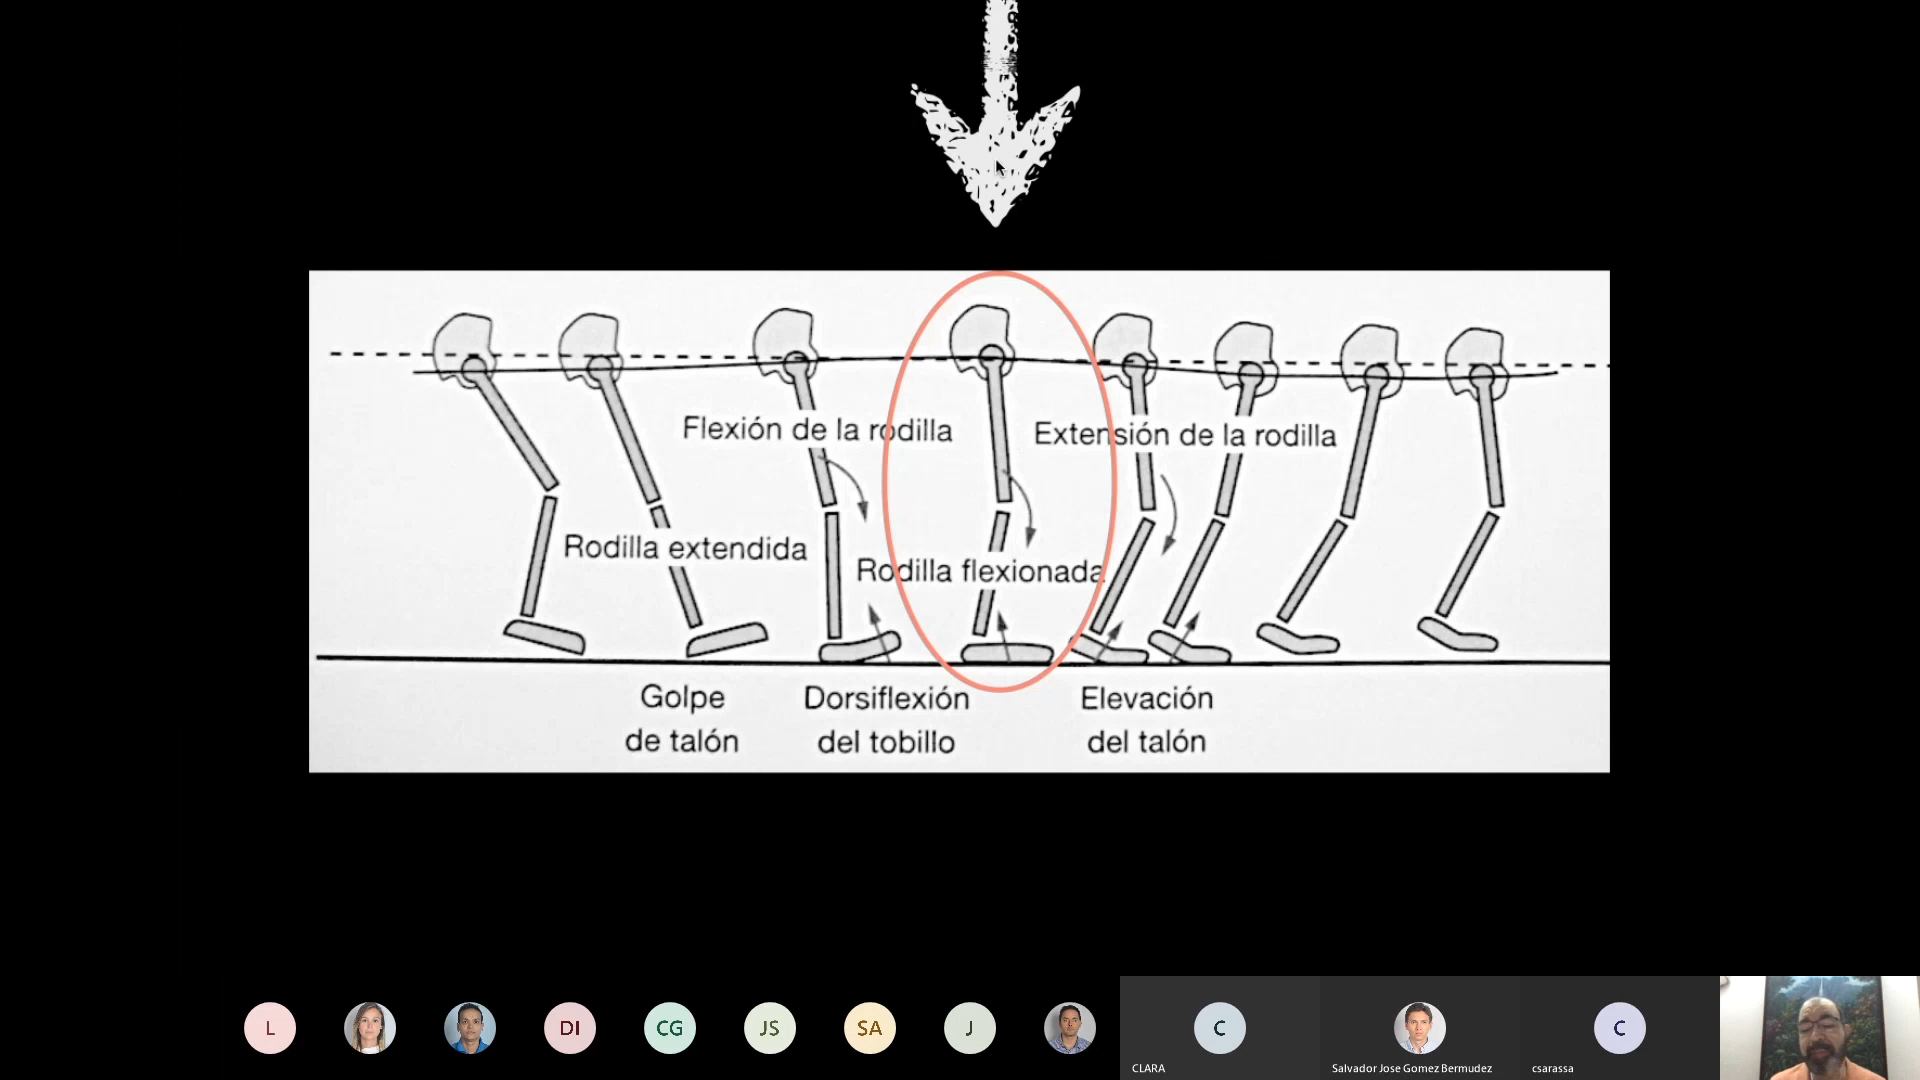 Flexión de la rodilla
Extensión de la rodilla
Rodilla extendida
Rodilla flexionada
Golpe
de talón
Dorsiflexión
del tobillo
Elevación
del talón
L
DI
CG
JS
SA
J
C
C
CLARA
Salvador Jose Gomez Bermudez
csarassa